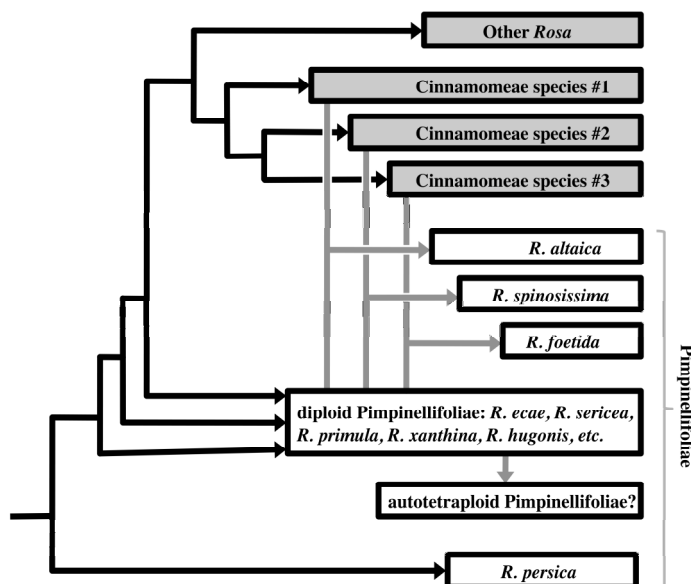 Other Rosa
Cinnamomeae species #1
Cinnamomeae species #2
Cinnamomeae species #3
R. altaica
R. spinosissima
R. foetida
diploid Pimpinellifoliae: R. ecae, R. sericea,
R. primula, R. xanthina, R. hugonis, etc.
autotetraploid Pimpinellifoliae?
R. persica
Pimpinellifoliae